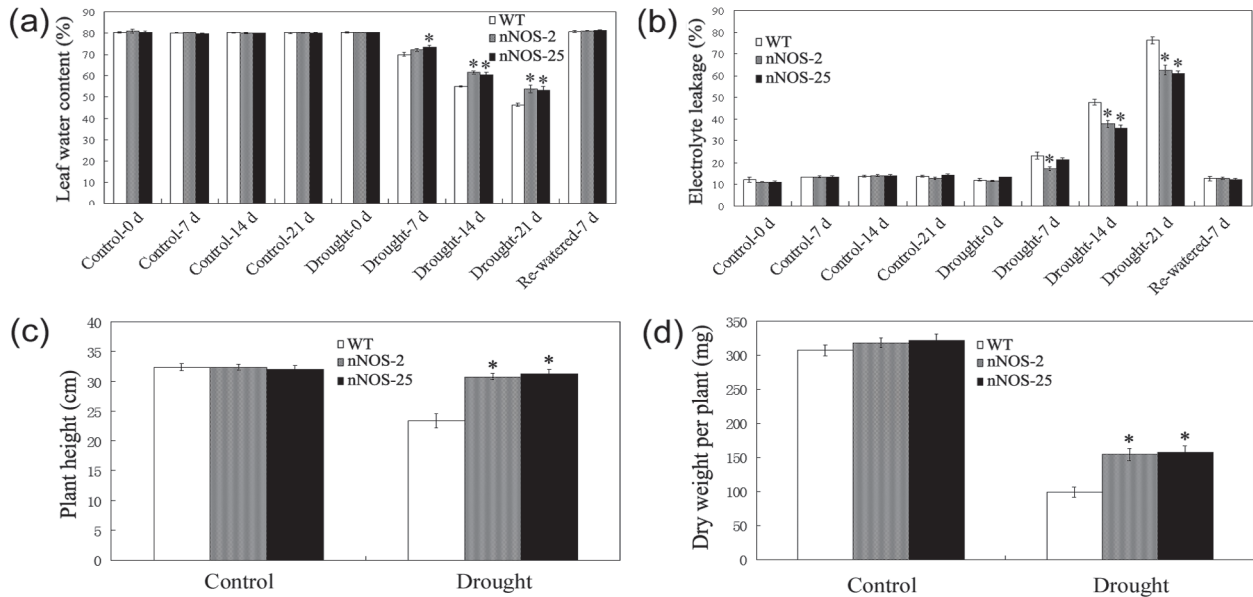 (a)
Leaf water content (%)
90
80
70
60
50
40
30
20
10
0
WT
nNOS-2
nNOS-25
*
**
**
Control-0 d
Control-7 d
Control-14 d
Control-21 d
Drought-0 d
Drought-7 d
Drought-14 d
Drought-21 d
Re-watered-7 d
(b)
Electrolyte leakage (%)
90
80
70
60
50
40
30
20
10
0
WT
nNOS-2
nNOS-25
*
* *
* *
Control-0 d
Control-7 d
Control-14 d
Control-21 d
Drought-0 d
Drought-7 d
Drought-14 d
Drought-21 d
Re-watered-7 d
(c)
Plant height (cm)
40
35
30
25
20
15
10
5
0
WT
nNOS-2
nNOS-25
* *
Control
Drought
(d)
Dry weight per plant (mg)
350
300
250
200
150
100
50
0
WT
nNOS-2
nNOS-25
* *
Control
Drought